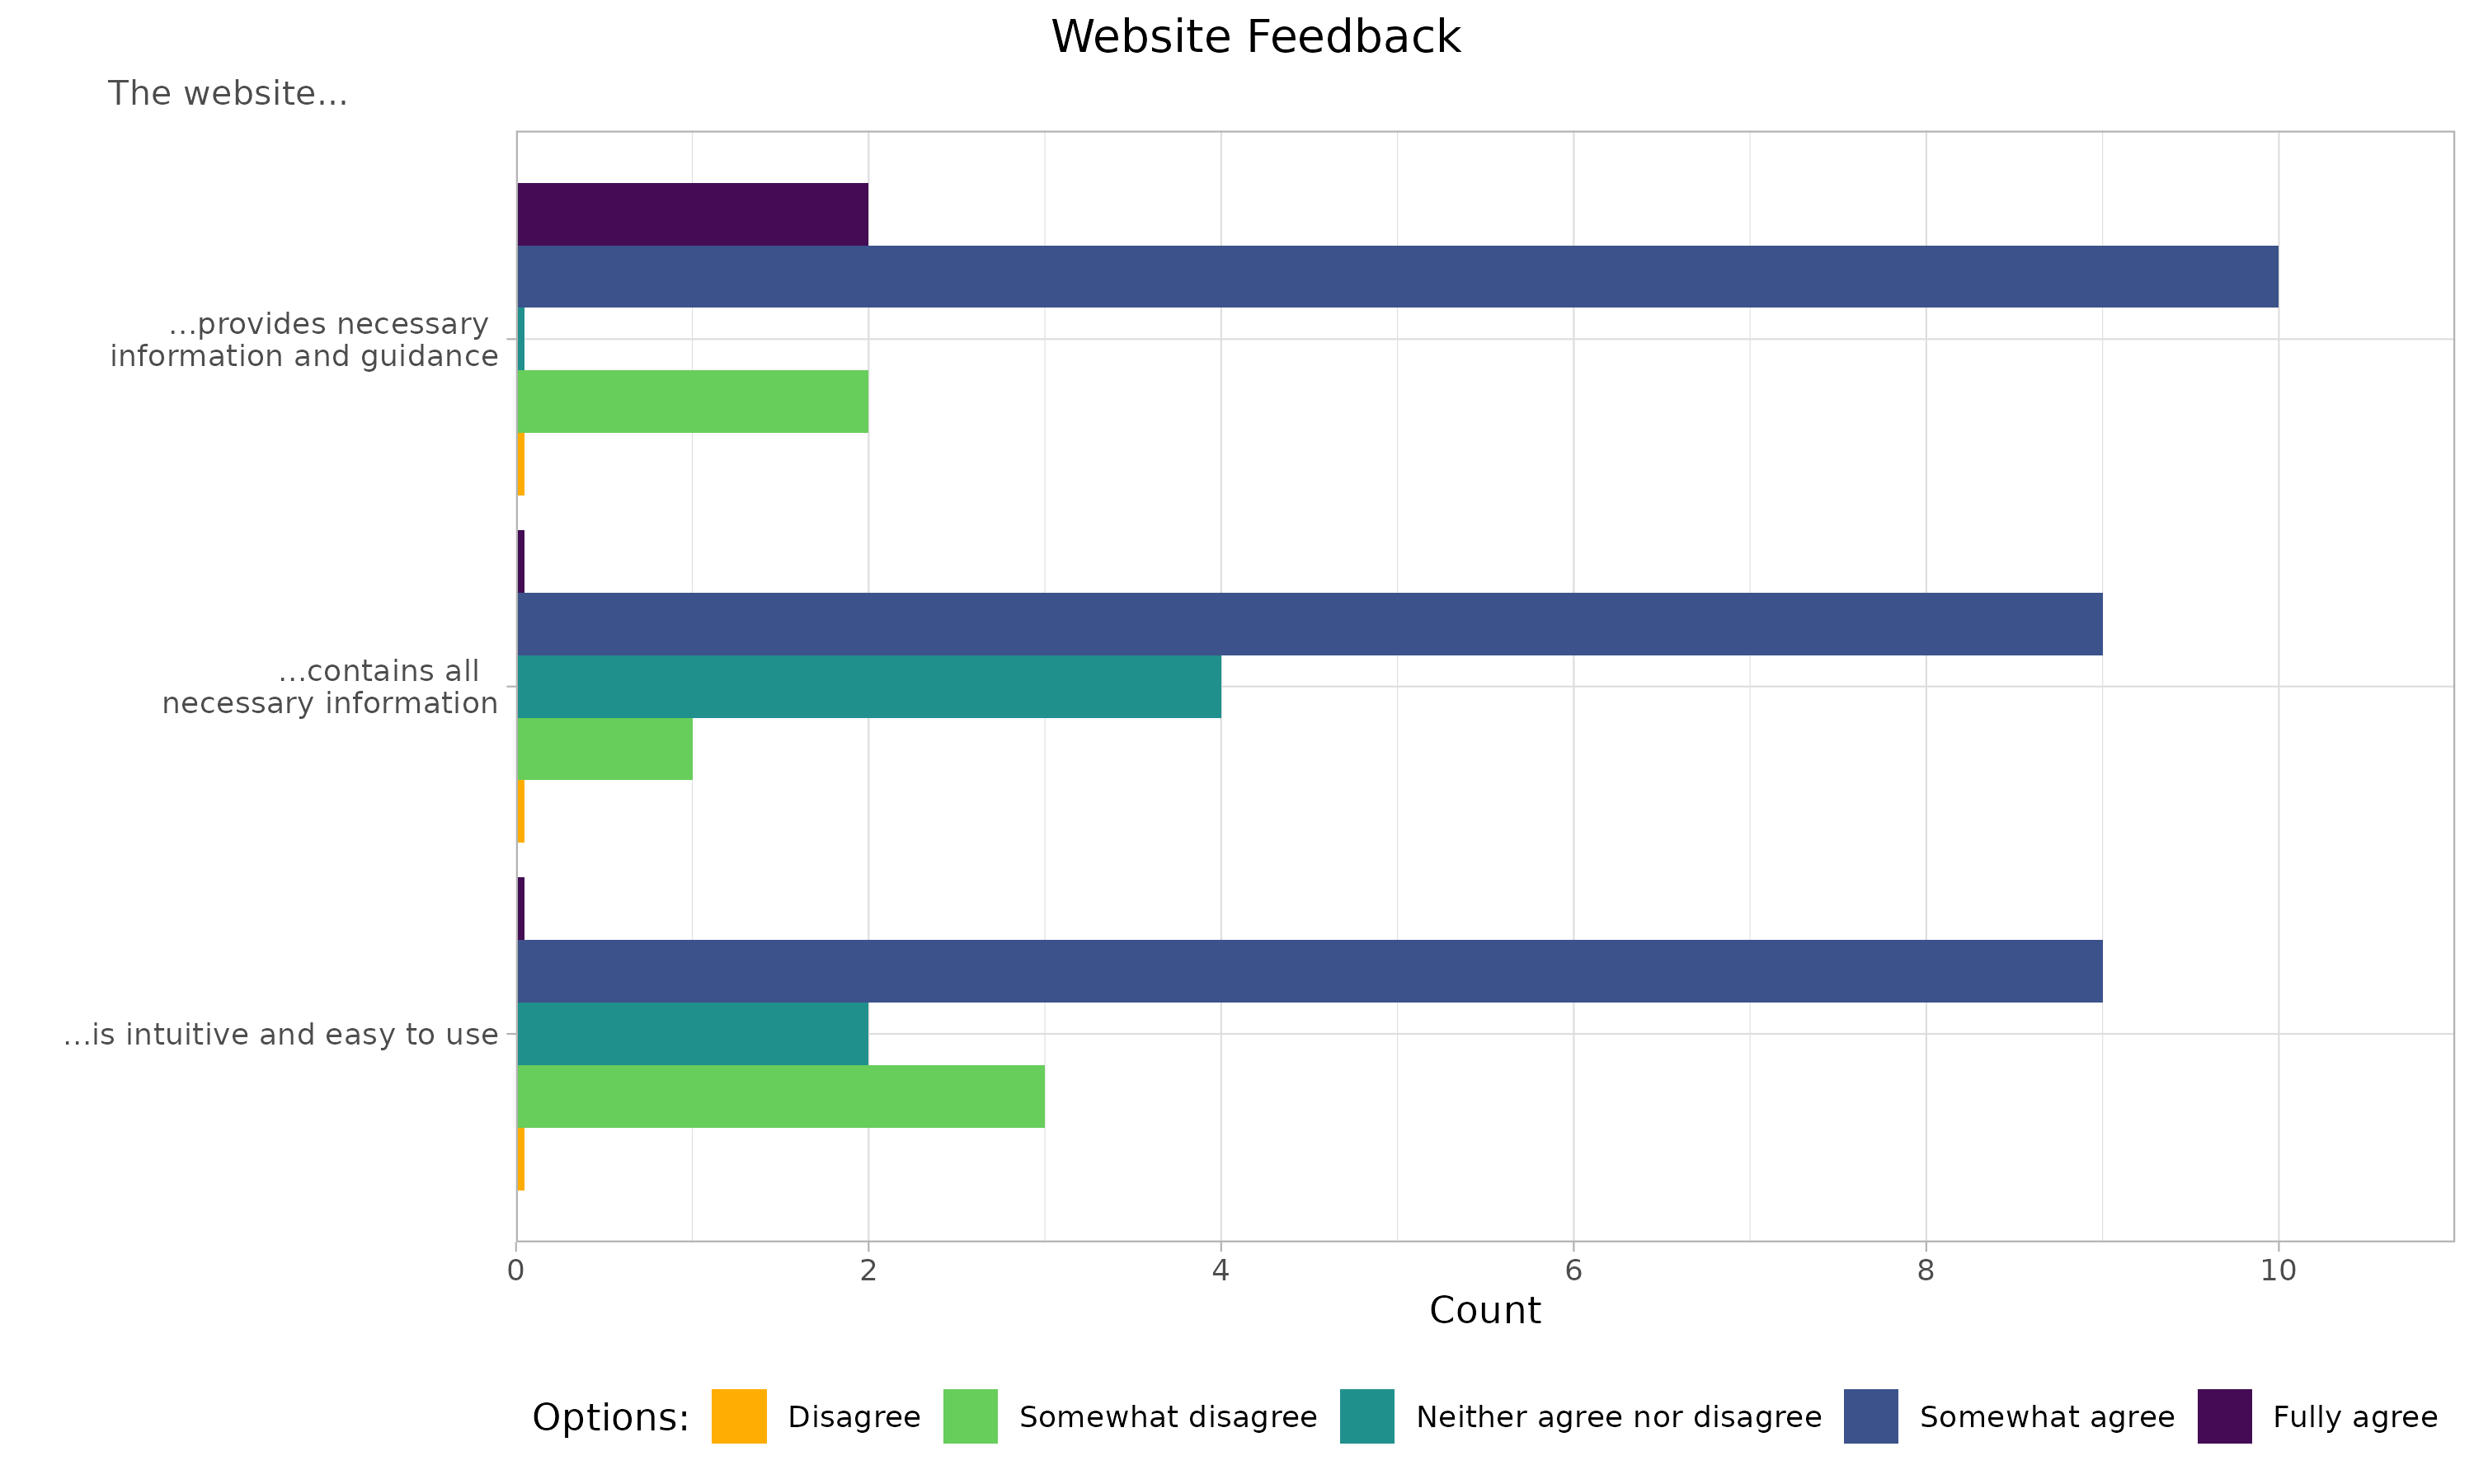 Website Feedback
The website...
...provides necessary
information and guidance
...contains all
necessary information
...is intuitive and easy to use
0 2 4 6 8 10
Count
Options: Disagree Somewhat disagree Neither agree nor disagree Somewhat agree Fully agree